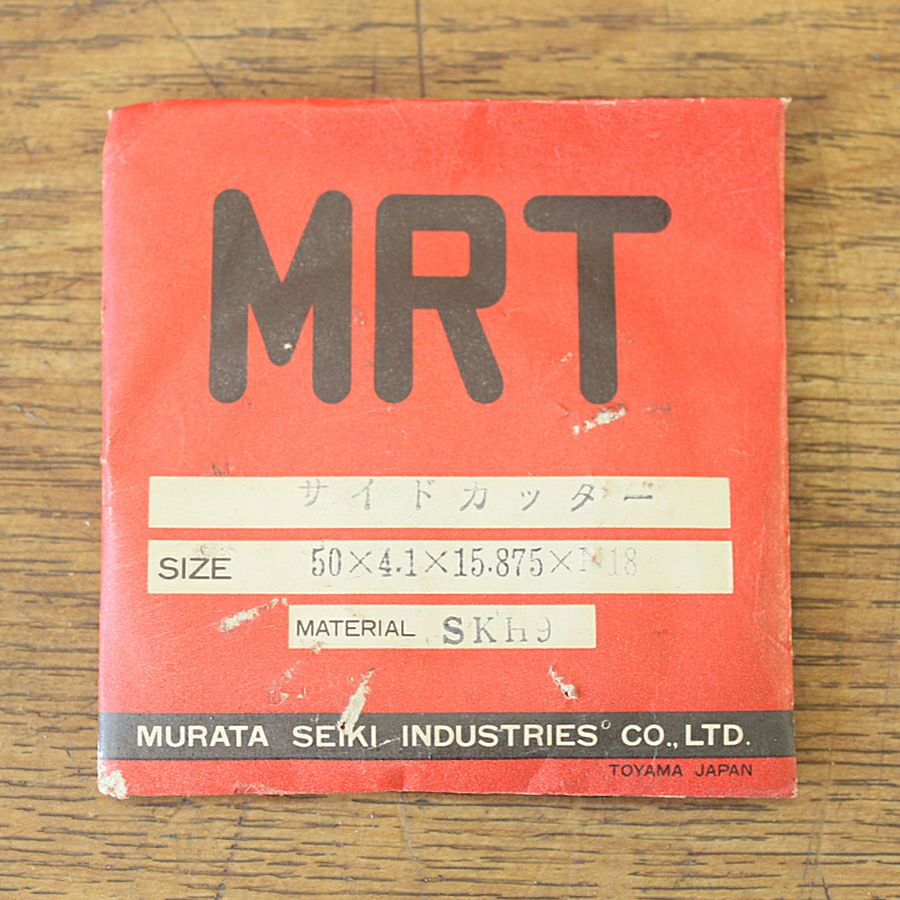 MRT
サイドカッター
SIZE 50×4.1×15.875×N18
MATERIAL SKH9
MURATA SEIKI INDUSTRIES CO., LTD.
TOYAMA JAPAN